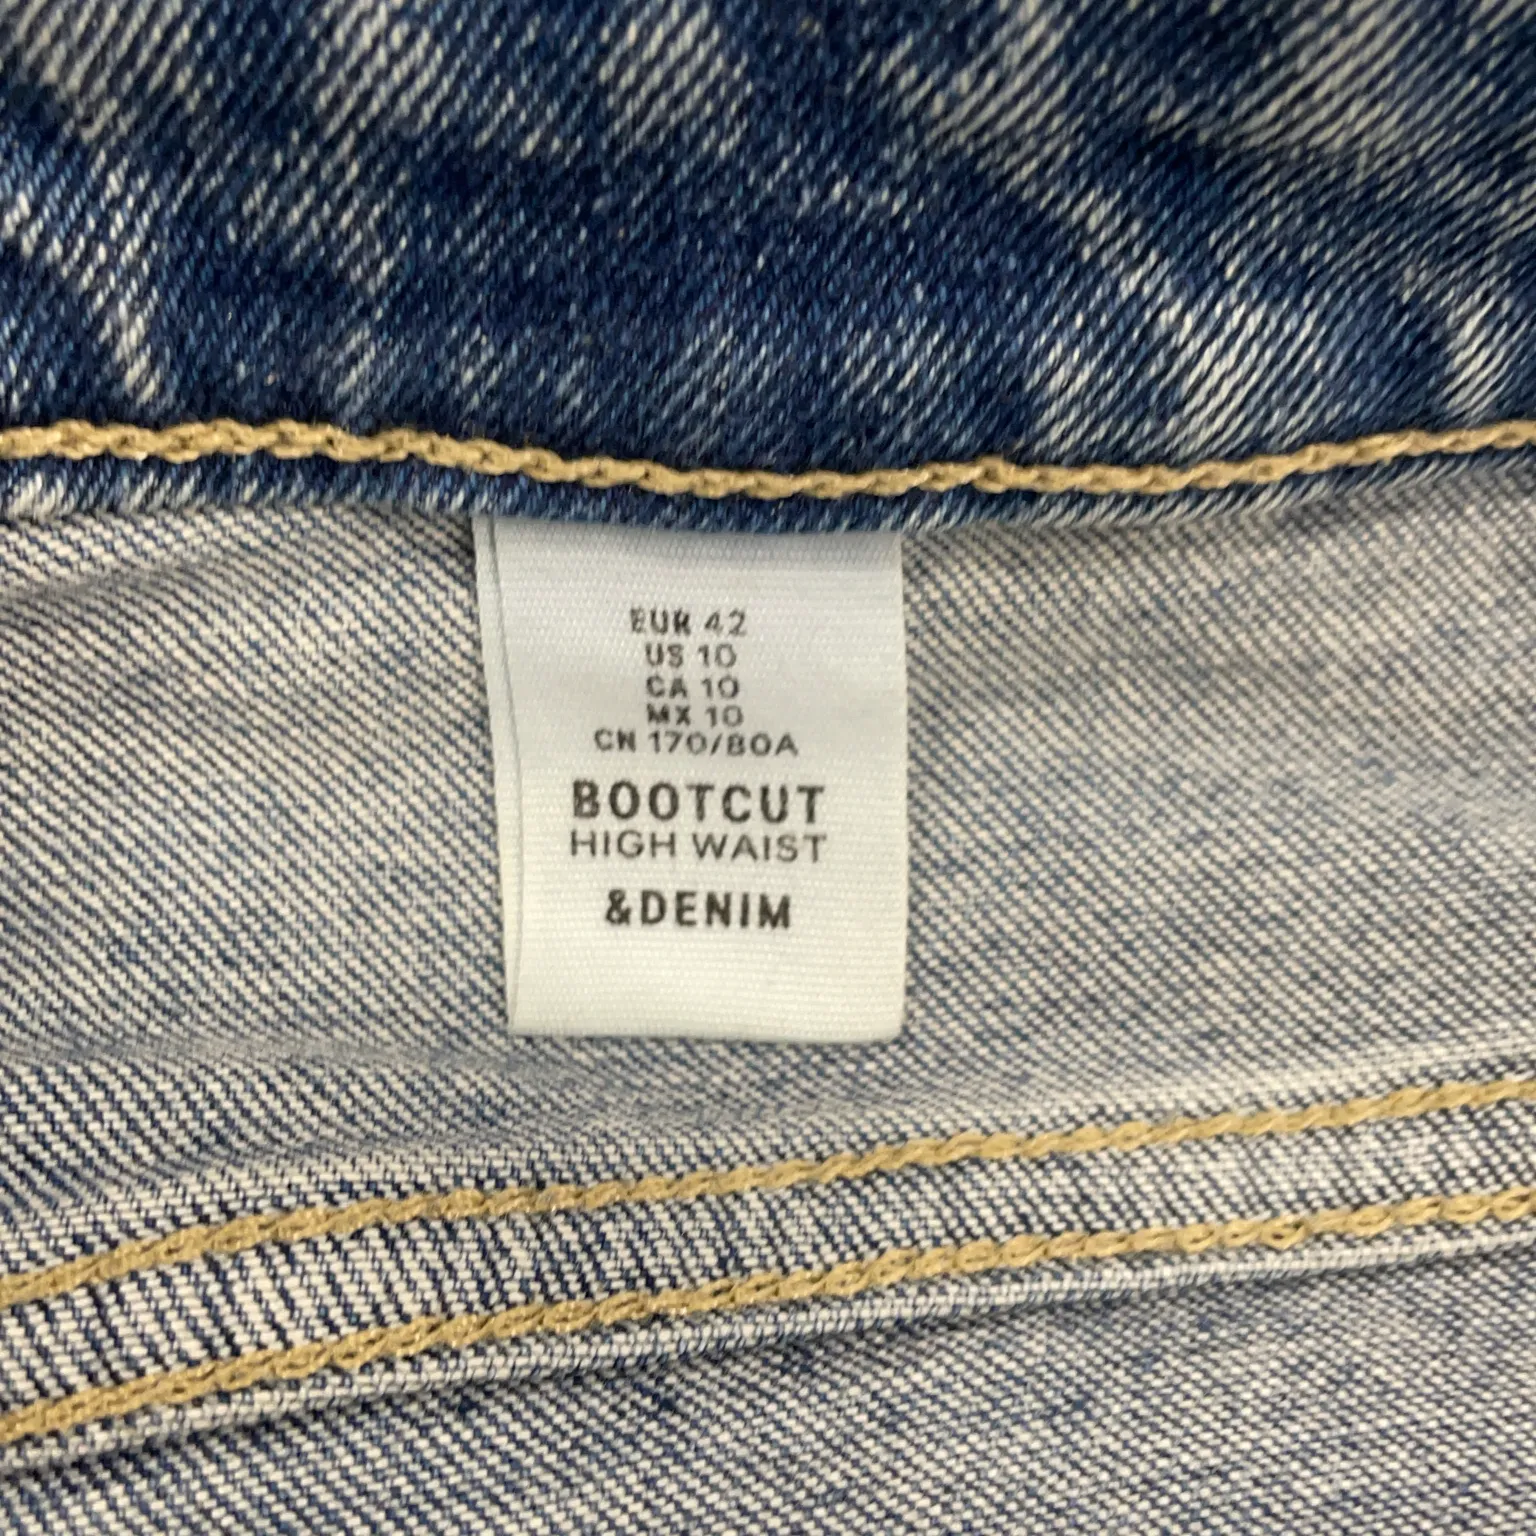 EUR 42
US 10
CA 10
MX 10
CN 170/80A
BOOTCUT
HIGH WAIST
&DENIM